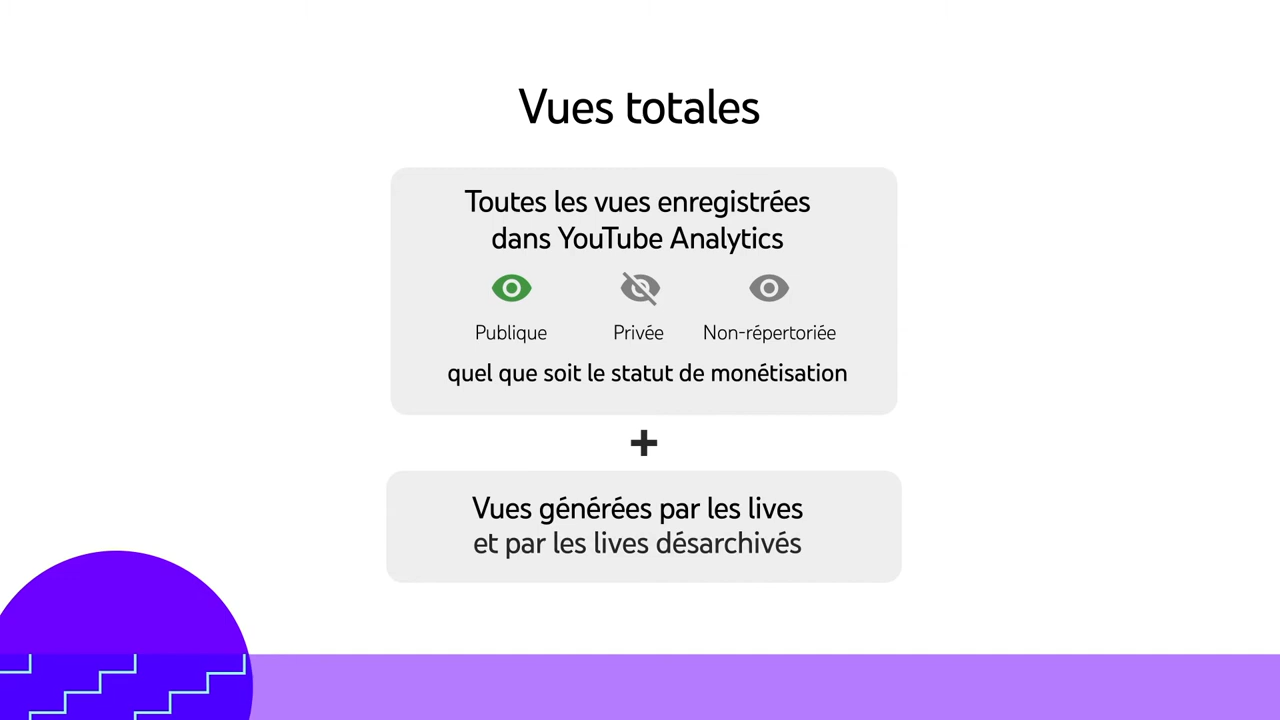 Vues totales
Toutes les vues enregistrées
dans YouTube Analytics
Publique Privée Non-répertoriée
quel que soit le statut de monétisation
+
Vues générées par les lives
et par les lives désarchivés